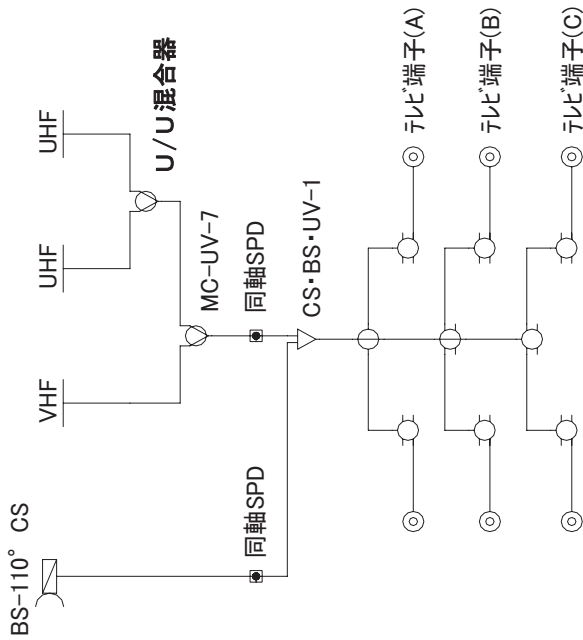 BS-110° CS
VHF
UHF
UHF
U/U混合器
MC-UV-7
同軸SPD
同軸SPD
CS・BS・UV-1
テレビ端子(A)
テレビ端子(B)
テレビ端子(C)